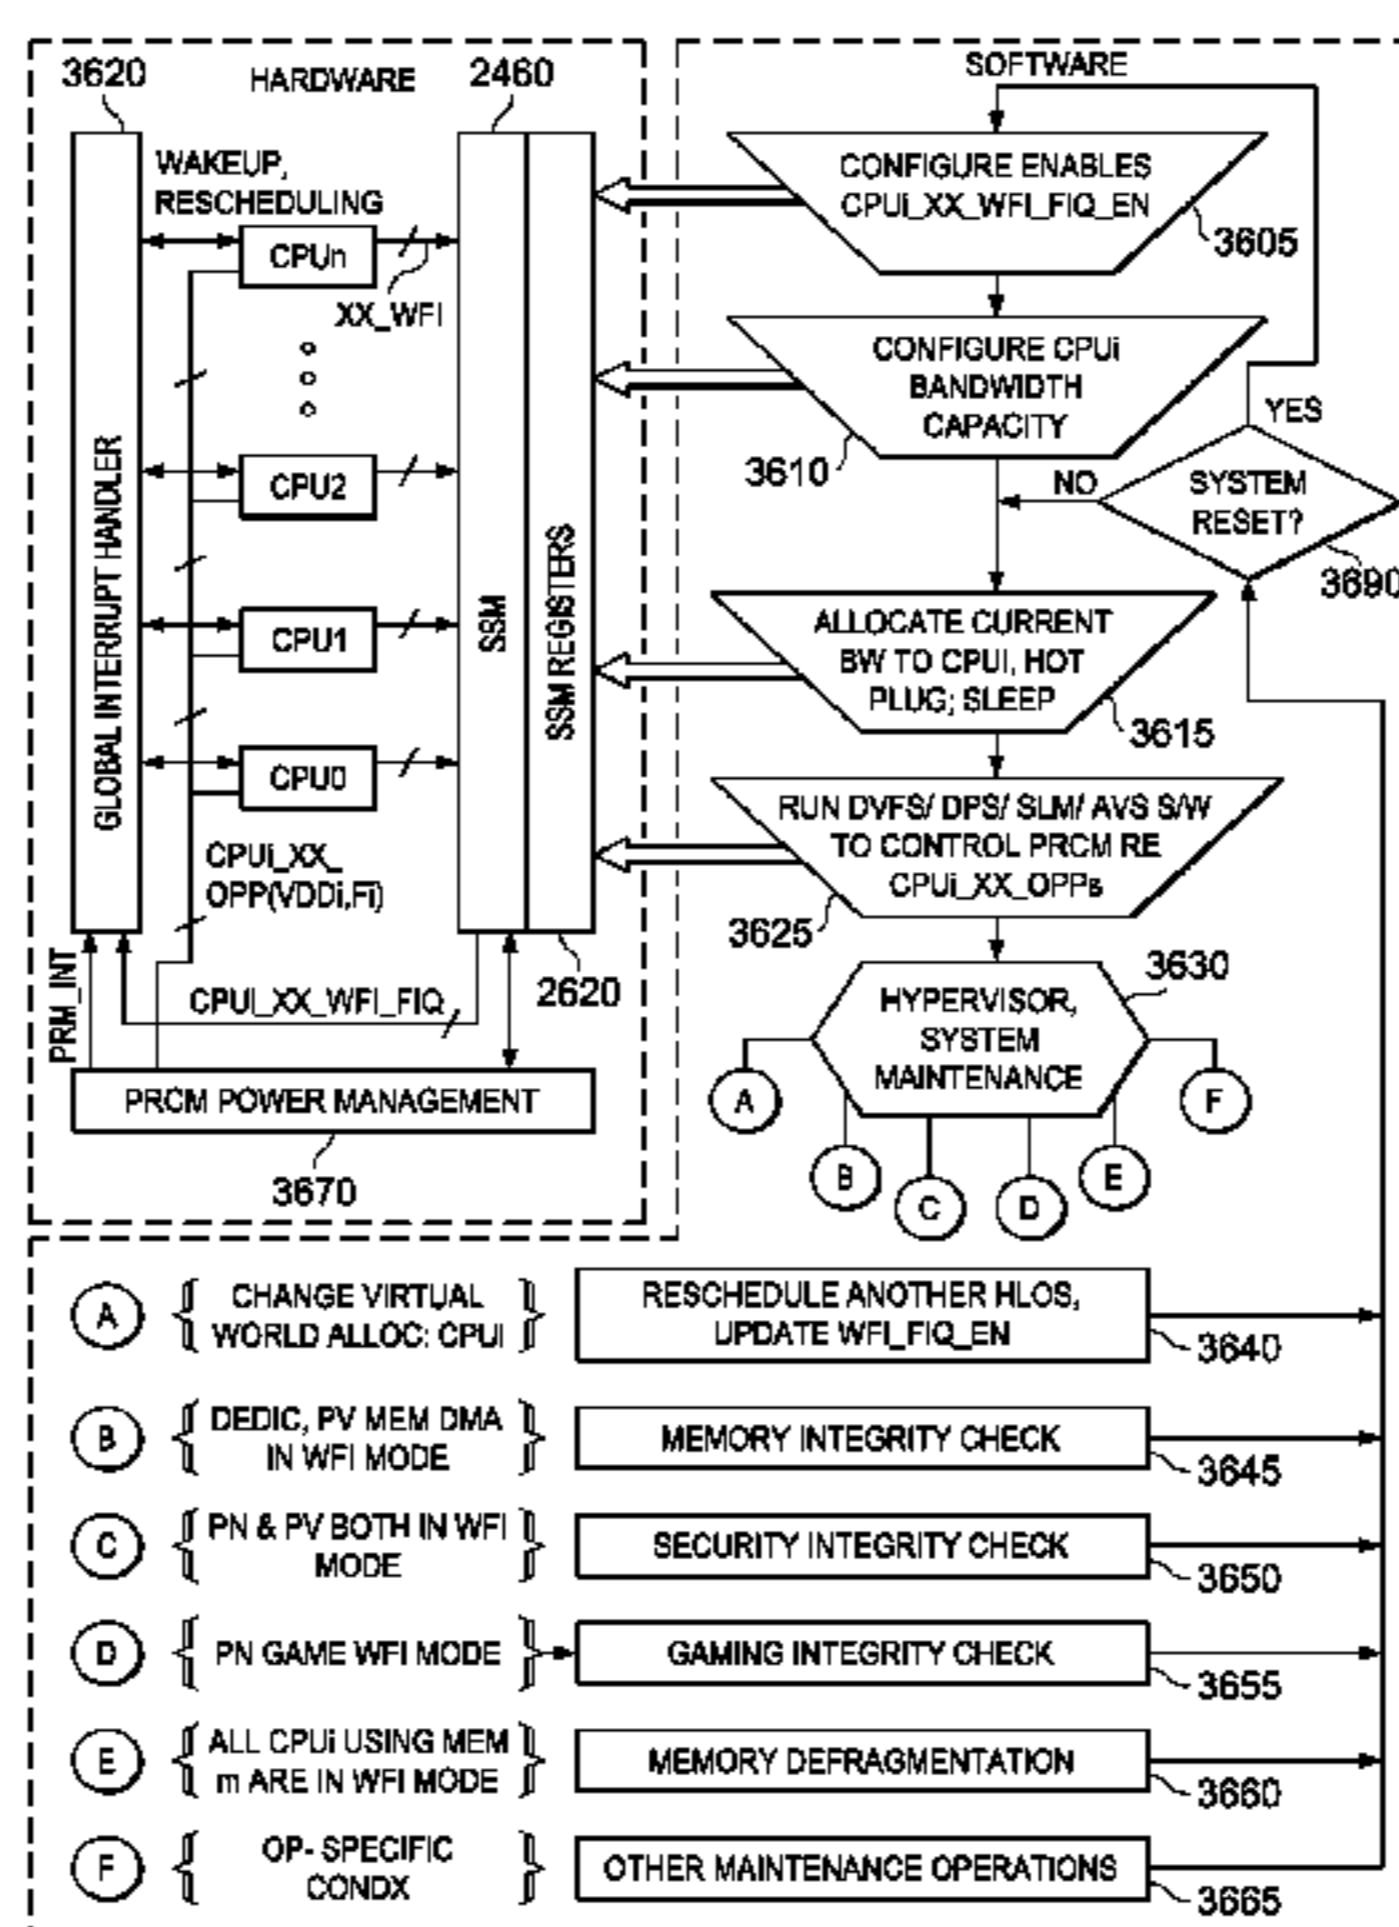 3620
HARDWARE
2460
WAKEUP,
RESCHEDULING
CPUn
XX_WFI
CPU2
CPU1
CPU0
GLOBAL INTERRUPT HANDLER
SSM
SSM REGISTERS
CPUi_XX_
OPP(VDDi,Fi)
PRM_INT
CPUI_XX_WFI_FIQ
2620
PRCM POWER MANAGEMENT
3670
SOFTWARE
CONFIGURE ENABLES
CPUi_XX_WFI_FIQ_EN
3605
CONFIGURE CPUi
BANDWIDTH
CAPACITY
3610
YES
NO
SYSTEM
RESET?
3690
ALLOCATE CURRENT
BW TO CPUI, HOT
PLUG; SLEEP
3615
RUN DVFS/ DPS/ SLM/ AVS S/W
TO CONTROL PRCM RE
CPUi_XX_OPPs
3625
3630
HYPERVISOR,
SYSTEM
MAINTENANCE
A
B
C
D
E
F
A
CHANGE VIRTUAL
WORLD ALLOC: CPUI
RESCHEDULE ANOTHER HLOS,
UPDATE WFI_FIQ_EN
3640
B
DEDIC, PV MEM DMA
IN WFI MODE
MEMORY INTEGRITY CHECK
3645
C
PN & PV BOTH IN WFI
MODE
SECURITY INTEGRITY CHECK
3650
D
PN GAME WFI MODE
GAMING INTEGRITY CHECK
3655
E
ALL CPUi USING MEM
m ARE IN WFI MODE
MEMORY DEFRAGMENTATION
3660
F
OP- SPECIFIC
CONDX
OTHER MAINTENANCE OPERATIONS
3665